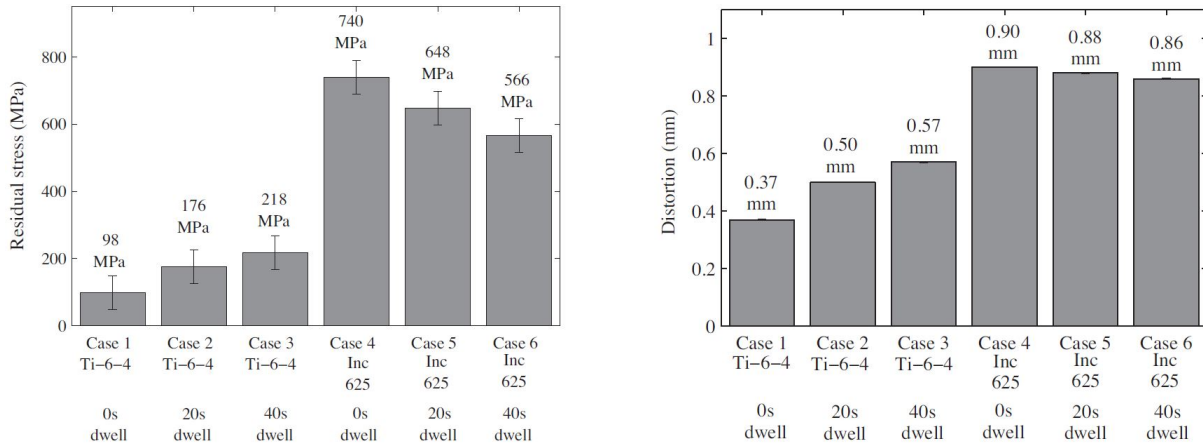 Residual stress (MPa)
800
600
400
200
0
98
MPa
176
MPa
218
MPa
740
MPa
648
MPa
566
MPa
Case 1 Case 2 Case 3 Case 4 Case 5 Case 6
Ti–6–4 Ti–6–4 Ti–6–4 Inc Inc Inc
625 625 625
0s 20s 40s 0s 20s 40s
dwell dwell dwell dwell dwell dwell
Distortion (mm)
1
0.8
0.6
0.4
0.2
0
0.37
mm
0.50
mm
0.57
mm
0.90
mm
0.88
mm
0.86
mm
Case 1 Case 2 Case 3 Case 4 Case 5 Case 6
Ti–6–4 Ti–6–4 Ti–6–4 Inc Inc Inc
625 625 625
0s 20s 40s 0s 20s 40s
dwell dwell dwell dwell dwell dwell